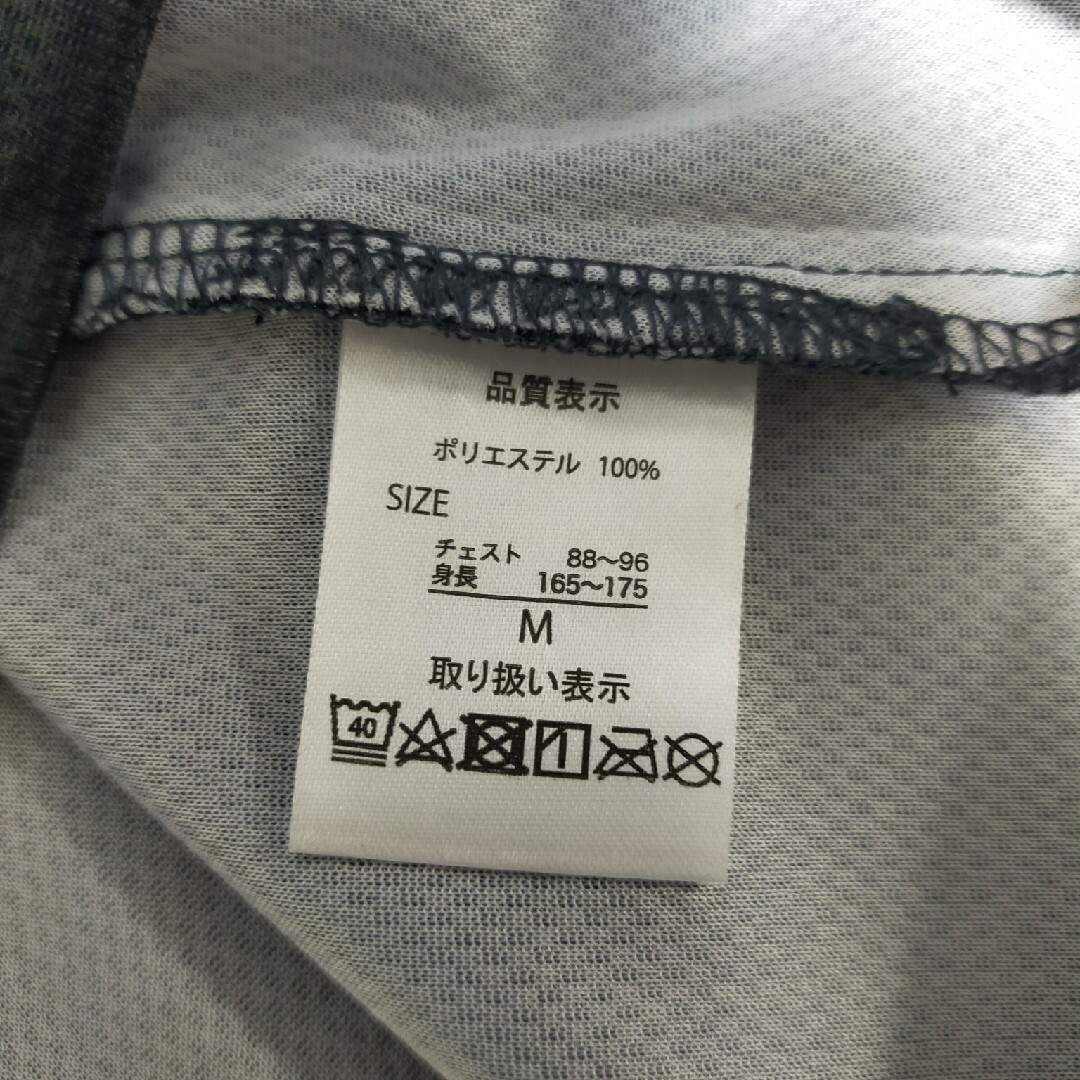 品質表示
ポリエステル 100%
SIZE
チェスト 88〜96
身長 165〜175
M
取り扱い表示
40